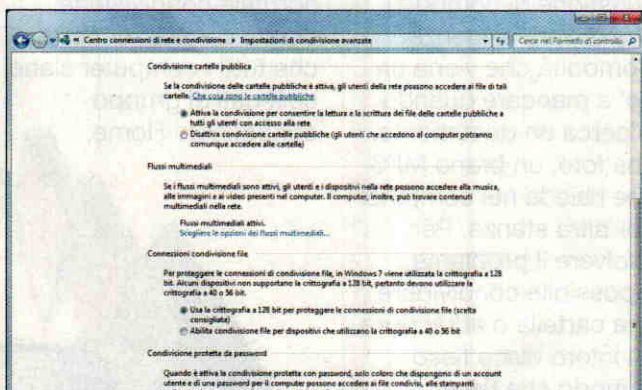 « Centro connessioni di rete e condivisione ▸ Impostazioni di condivisione avanzate
Cerca nel Pannello di controllo
Condivisione cartelle pubblica
Se la condivisione delle cartelle pubbliche è attiva, gli utenti della rete possono accedere ai file di tali
cartelle. Che cosa sono le cartelle pubbliche
Attiva la condivisione per consentire la lettura e la scrittura dei file delle cartelle pubbliche a
tutti gli utenti con accesso alla rete
Disattiva condivisione cartelle pubbliche (gli utenti che accedono al computer potranno
comunque accedere alle cartelle)
Flussi multimediali
Se i flussi multimediali sono attivi, gli utenti e i dispositivi nella rete possono accedere alla musica,
alle immagini e ai video presenti nel computer. Il computer, inoltre, può trovare contenuti
multimediali nella rete.
Flussi multimediali attivi.
Scegliere le opzioni dei flussi multimediali...
Connessioni condivisione file
Per proteggere le connessioni di condivisione file, in Windows 7 viene utilizzata la crittografia a 128
bit. Alcuni dispositivi non supportano la crittografia a 128 bit, pertanto devono utilizzare la
crittografia a 40 o 56 bit.
Usa la crittografia a 128 bit per proteggere le connessioni di condivisione file (scelta
consigliata)
Abilita condivisione file per dispositivi che utilizzano la crittografia a 40 o 56 bit
Condivisione protetta da password
Quando è attiva la condivisione protetta con password, solo coloro che dispongono di un account
utente e di una password per il computer possono accedere ai file condivisi, alle stampanti